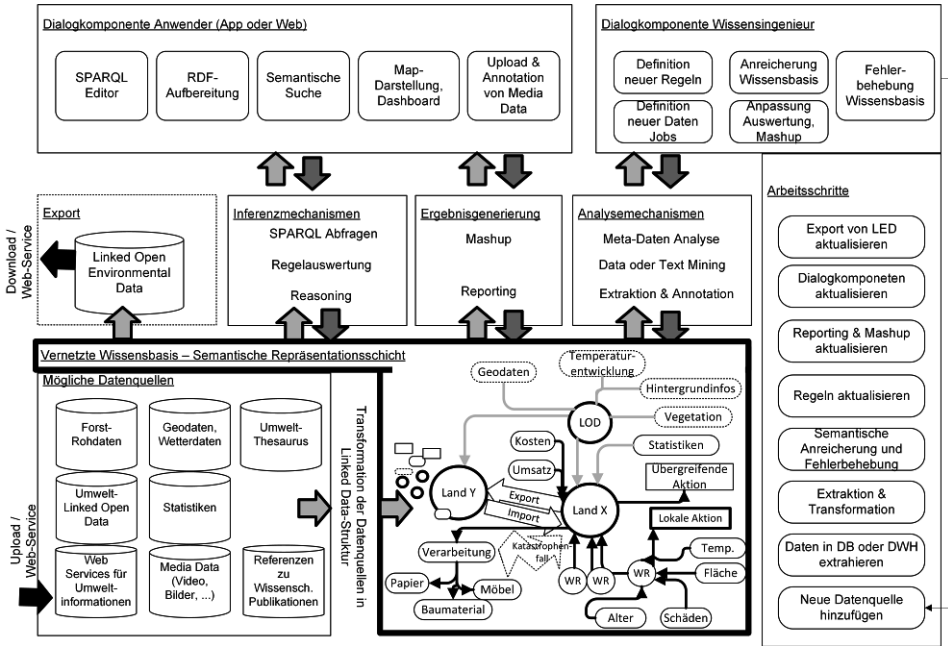 Dialogkomponente Anwender (App oder Web)
SPARQL
Editor
RDF-
Aufbereitung
Semantische
Suche
Map-
Darstellung,
Dashboard
Upload &
Annotation
von Media
Data
Dialogkomponente Wissensingenieur
Definition
neuer Regeln
Anreicherung
Wissensbasis
Fehler-
behebung
Wissensbasis
Definition
neuer Daten
Jobs
Anpassung
Auswertung,
Mashup
Export
Linked Open
Environmental
Data
Download /
Web-Service
Inferenzmechanismen
SPARQL Abfragen
Regelauswertung
Reasoning
Ergebnisgenerierung
Mashup
Reporting
Analysemechanismen
Meta-Daten Analyse
Data oder Text Mining
Extraktion & Annotation
Arbeitsschritte
Export von LED
aktualisieren
Dialogkomponeten
aktualisieren
Reporting & Mashup
aktualisieren
Regeln aktualisieren
Semantische
Anreicherung und
Fehlerbehebung
Extraktion &
Transformation
Daten in DB oder DWH
extrahieren
Neue Datenquelle
hinzufügen
Vernetzte Wissensbasis – Semantische Repräsentationsschicht
Mögliche Datenquellen
Forst-
Rohdaten
Geodaten,
Wetterdaten
Umwelt-
Thesaurus
Umwelt-
Linked Open
Data
Statistiken
Web
Services für
Umwelt-
informationen
Media Data
(Video,
Bilder, ...)
Referenzen
zu
Wissensch.
Publikationen
Upload/
Web-Service
Transformation der Datenquellen in
Linked Data-Struktur
Geodaten
Temperatur-
entwicklung
Hintergrundinfos
LOD
Vegetation
Kosten
Statistiken
Umsatz
Übergreifende
Aktion
Land Y
Export
Import
Land X
Lokale Aktion
Verarbeitung
Katastrophen-
fall
Temp.
Papier
Möbel
Baumaterial
WR
WR
WR
Fläche
Alter
Schäden